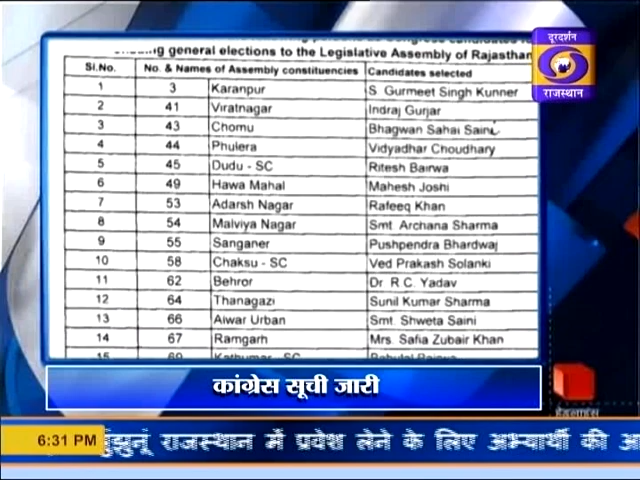 दूरदर्शन
राजस्थान
general elections to the Legislative Assembly of Rajasthan
Sl.No. No. & Names of Assembly constituencies Candidates selected
1 3 Karanpur S. Gurmeet Singh Kunner
2 41 Viratnagar Indraj Gurjar
3 43 Chomu Bhagwan Sahai Saini
4 44 Phulera Vidyadhar Choudhary
5 45 Dudu - SC Ritesh Bairwa
6 49 Hawa Mahal Mahesh Joshi
7 53 Adarsh Nagar Rafeeq Khan
8 54 Malviya Nagar Smt. Archana Sharma
9 55 Sanganer Pushpendra Bhardwaj
10 58 Chaksu - SC Ved Prakash Solanki
11 62 Behror Dr. R.C. Yadav
12 64 Thanagazi Sunil Kumar Sharma
13 66 Alwar Urban Smt. Shweta Saini
14 67 Ramgarh Mrs. Safia Zubair Khan
15 69 Kathumar - SC
कांग्रेस सूची जारी
हेडलाइंस
6:31 PM राजस्थान में प्रवेश लेने के लिए अभ्यार्थी की